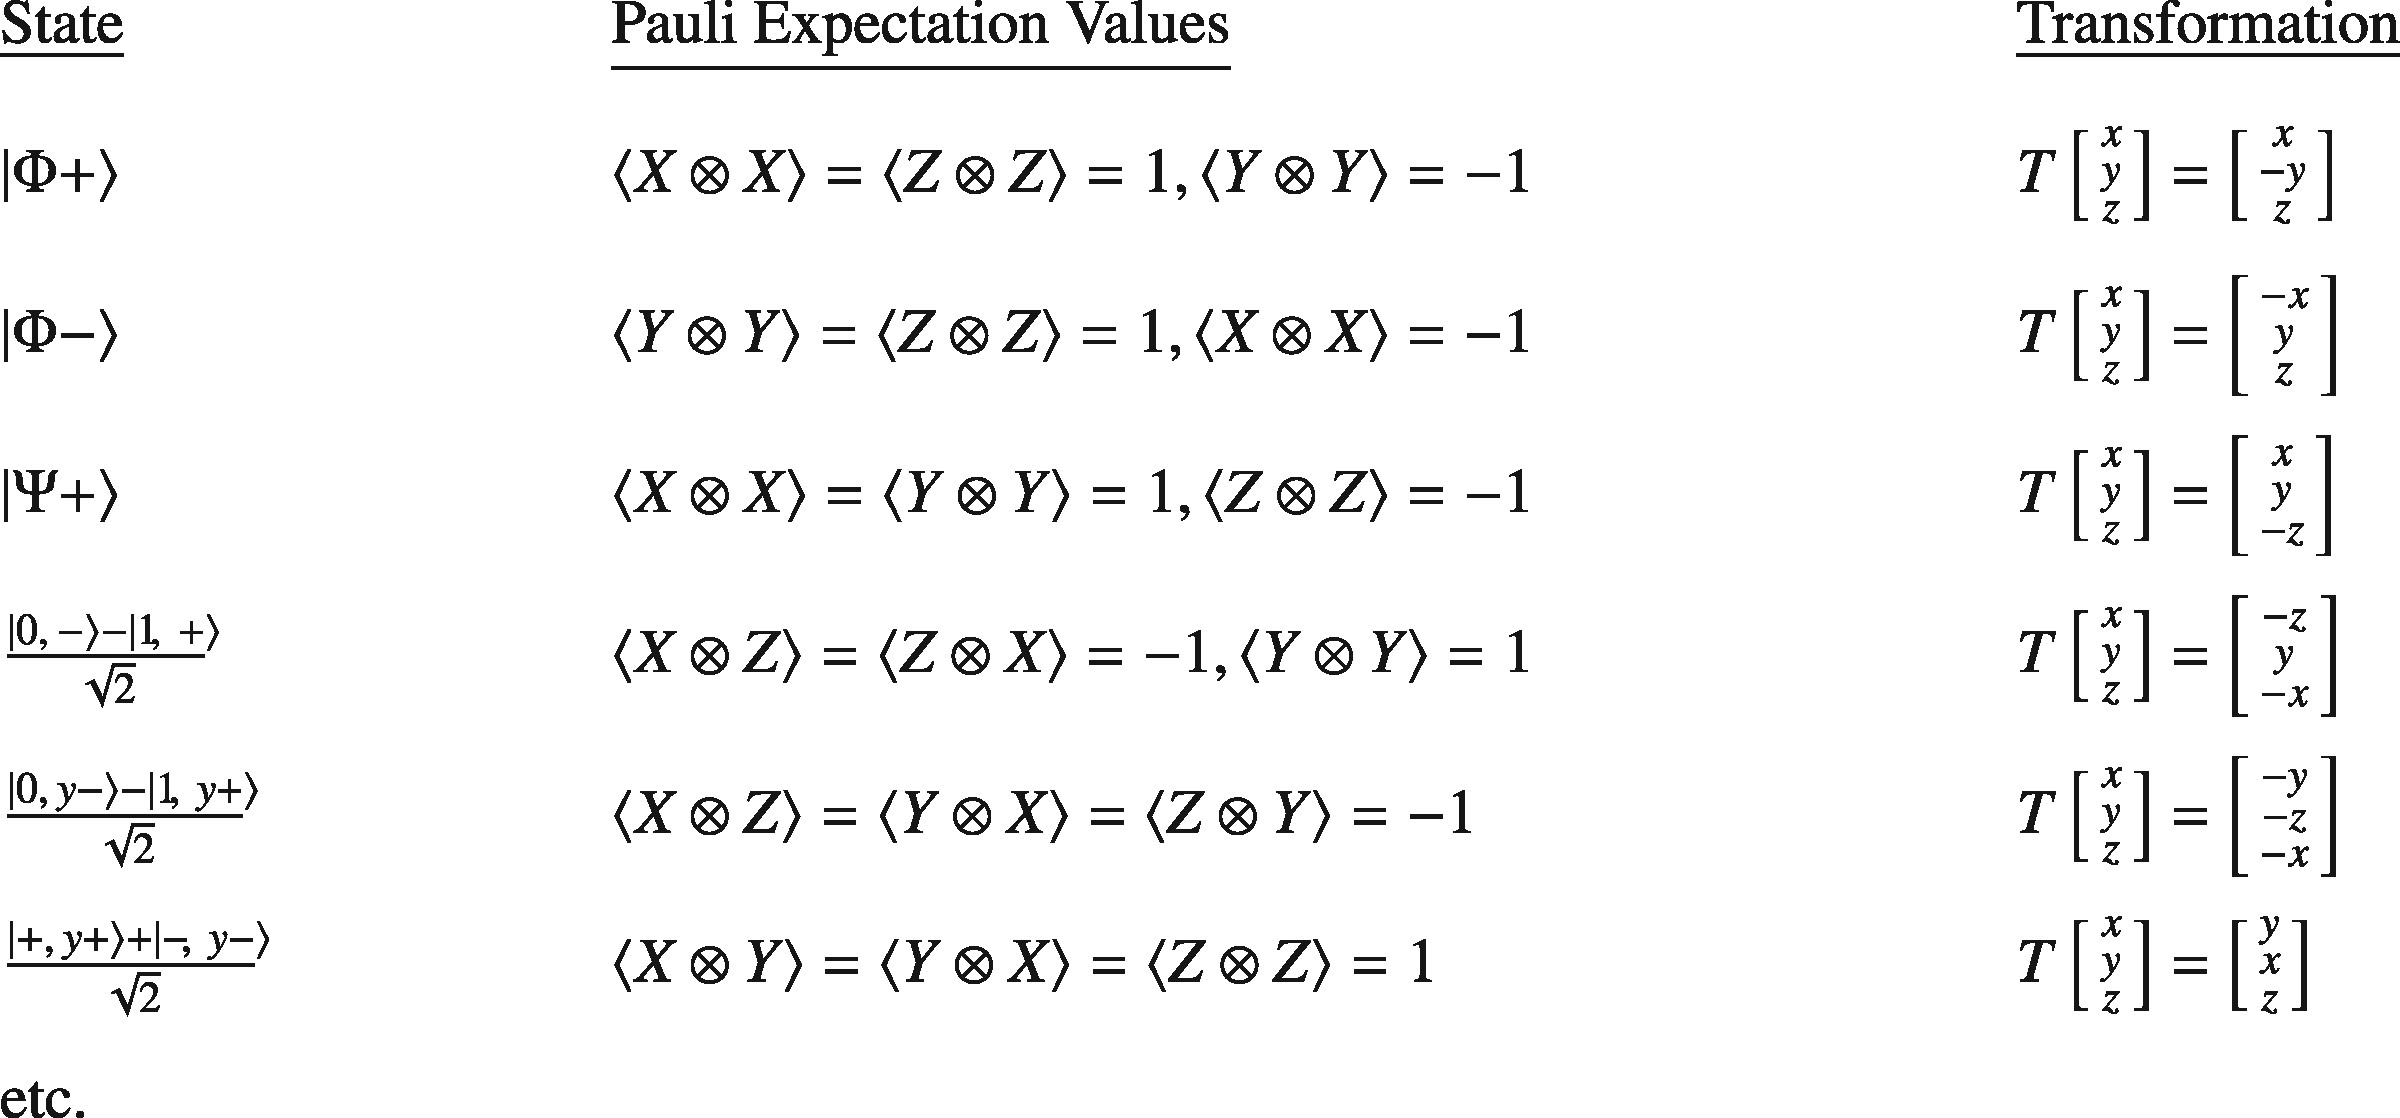 State Pauli Expectation Values Transformation
|Φ+⟩ ⟨X ⊗ X⟩ = ⟨Z ⊗ Z⟩ = 1, ⟨Y ⊗ Y⟩ = −1 T [x y z] = [x −y z]
|Φ−⟩ ⟨Y ⊗ Y⟩ = ⟨Z ⊗ Z⟩ = 1, ⟨X ⊗ X⟩ = −1 T [x y z] = [−x y z]
|Ψ+⟩ ⟨X ⊗ X⟩ = ⟨Y ⊗ Y⟩ = 1, ⟨Z ⊗ Z⟩ = −1 T [x y z] = [x y −z]
|0, −⟩−|1, +⟩ / √2 ⟨X ⊗ Z⟩ = ⟨Z ⊗ X⟩ = −1, ⟨Y ⊗ Y⟩ = 1 T [x y z] = [−z y −x]
|0, y−⟩−|1, y+⟩ / √2 ⟨X ⊗ Z⟩ = ⟨Y ⊗ X⟩ = ⟨Z ⊗ Y⟩ = −1 T [x y z] = [−y −z −x]
|+, y+⟩+|−, y−⟩ / √2 ⟨X ⊗ Y⟩ = ⟨Y ⊗ X⟩ = ⟨Z ⊗ Z⟩ = 1 T [x y z] = [y x z]
etc.